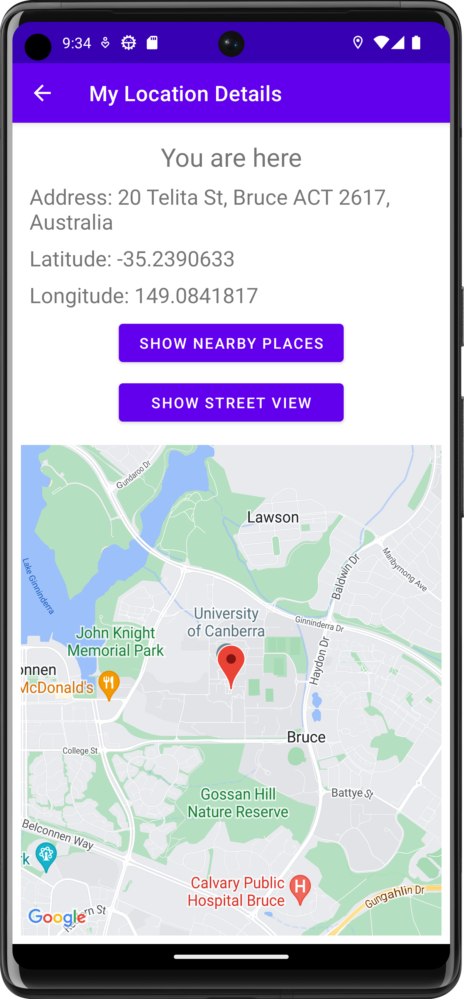 9:34
My Location Details
You are here
Address: 20 Telita St, Bruce ACT 2617,
Australia
Latitude: -35.2390633
Longitude: 149.0841817
SHOW NEARBY PLACES
SHOW STREET VIEW
Gundaroo Dr
Lawson
Lake Ginninderra
Baldwin Dr
Maribyrnong Ave
University
of Canberra
Ginninderra Dr
John Knight
Memorial Park
Haydon Dr
onnen
McDonald's
Bruce
College St
Gossan Hill
Nature Reserve
Battye St
Belconnen Way
rk
Calvary Public
Hospital Bruce
H
Gungahlin Dr
Google
St